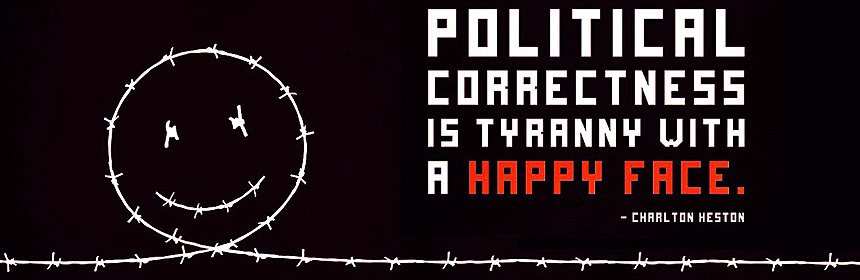 POLITICAL
CORRECTNESS
IS TYRANNY WITH
A HAPPY FACE.
- CHARLTON HESTON